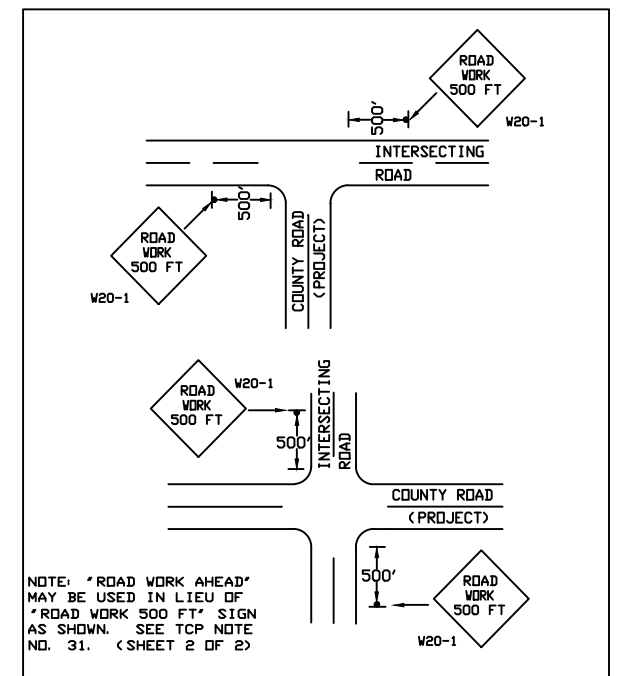 ROAD
WORK
500 FT
W20-1
500'
INTERSECTING
ROAD
500'
ROAD
WORK
500 FT
W20-1
COUNTY ROAD
(PROJECT)
ROAD
WORK
500 FT
W20-1
500'
INTERSECTING
ROAD
COUNTY ROAD
(PROJECT)
500'
ROAD
WORK
500 FT
W20-1
NOTE: "ROAD WORK AHEAD"
MAY BE USED IN LIEU OF
"ROAD WORK 500 FT" SIGN
AS SHOWN. SEE TCP NOTE
NO. 31. (SHEET 2 OF 2)